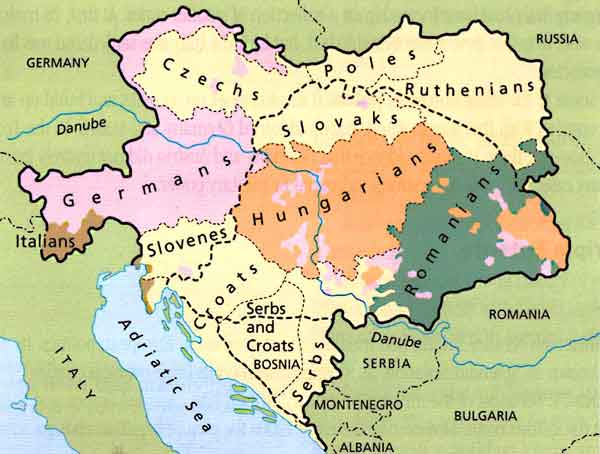 RUSSIA
GERMANY
Poles
Czechs
Ruthenians
Slovaks
Danube
Germans
Hungarians
Romanians
Italians
Slovenes
Croats
Serbs
and
Croats
BOSNIA
Serbs
ROMANIA
Danube
SERBIA
Adriatic Sea
ITALY
MONTENEGRO
BULGARIA
ALBANIA